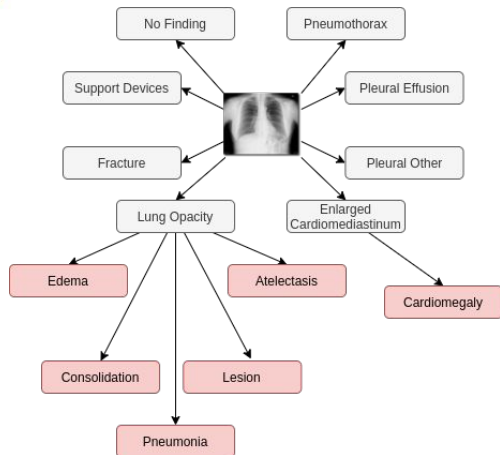 No Finding
Pneumothorax
Support Devices
Pleural Effusion
Fracture
Pleural Other
Lung Opacity
Enlarged
Cardiomediastinum
Edema
Atelectasis
Cardiomegaly
Consolidation
Lesion
Pneumonia